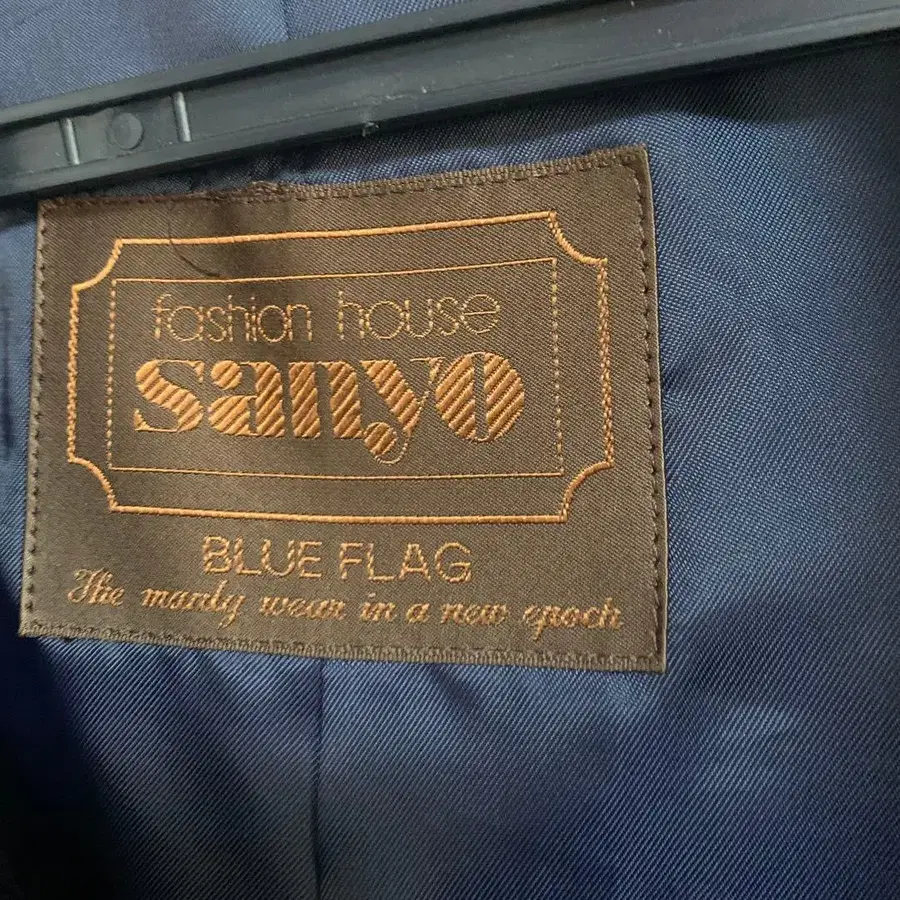 fashion house
sanyo
BLUE FLAG
The manly wear in a new epoch